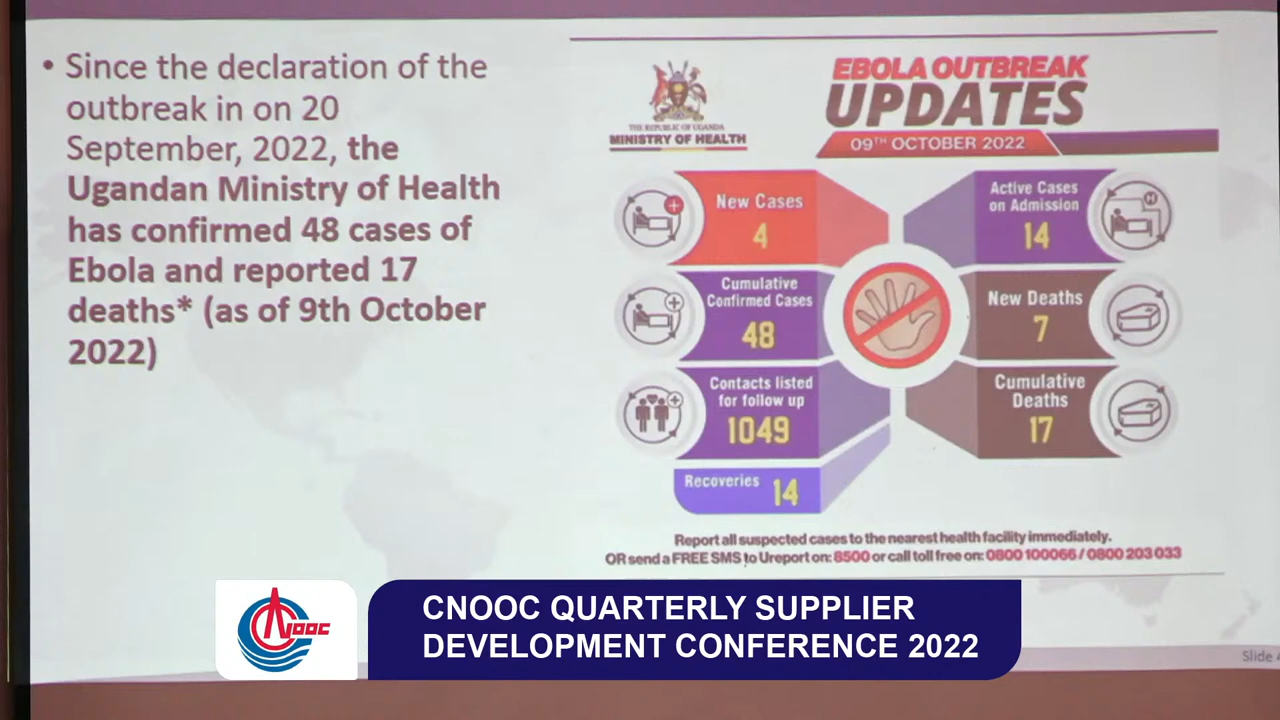 • Since the declaration of the
outbreak in on 20
September, 2022, the
Ugandan Ministry of Health
has confirmed 48 cases of
Ebola and reported 17
deaths* (as of 9th October
2022)
THE REPUBLIC OF UGANDA
MINISTRY OF HEALTH
EBOLA OUTBREAK
UPDATES
09TH OCTOBER 2022
New Cases
4
Cumulative
Confirmed Cases
48
Contacts listed
for follow up
1049
Recoveries 14
Active Cases
on Admission
14
H
New Deaths
7
Cumulative
Deaths
17
Report all suspected cases to the nearest health facility immediately.
OR send a FREE SMS to Ureport on: 8500 or call toll free on: 0800 100066 / 0800 203 033
Slide 4
CNOOC
CNOOC QUARTERLY SUPPLIER
DEVELOPMENT CONFERENCE 2022